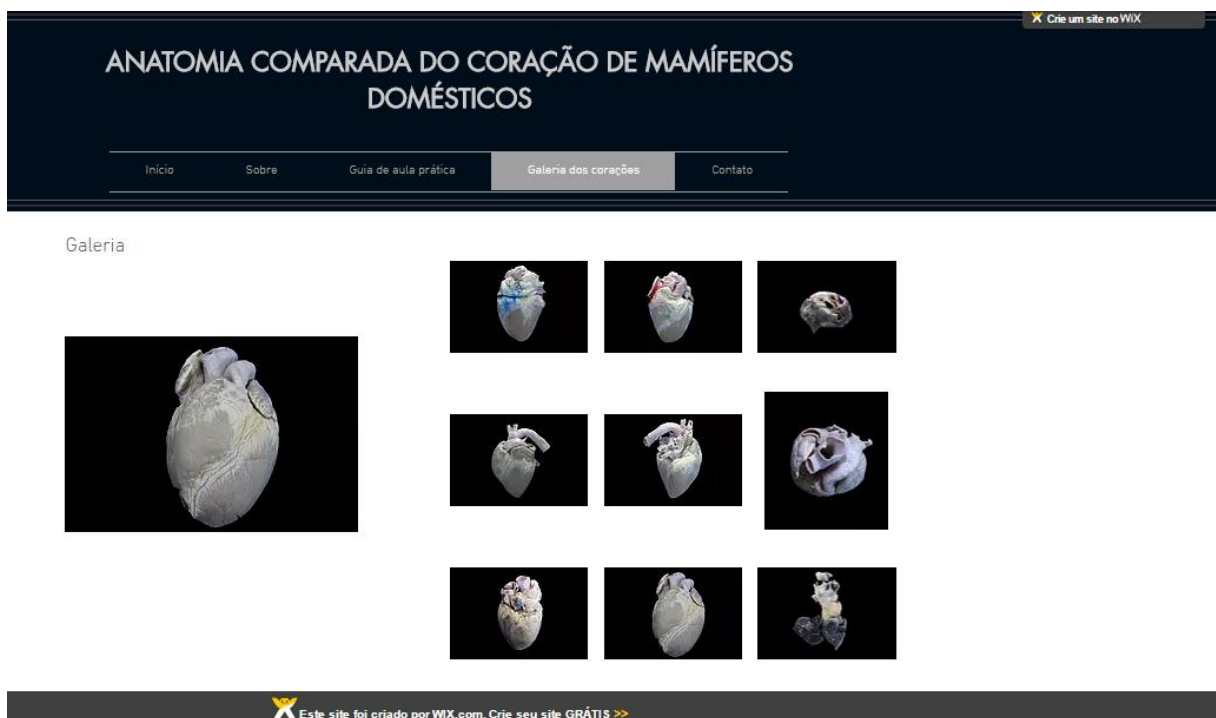 Crie um site no WiX
ANATOMIA COMPARADA DO CORAÇÃO DE MAMÍFEROS
DOMÉSTICOS
Início Sobre Guia de aula prática Galeria dos corações Contato
Galeria
Este site foi criado por WIX.com. Crie seu site GRÁTIS >>